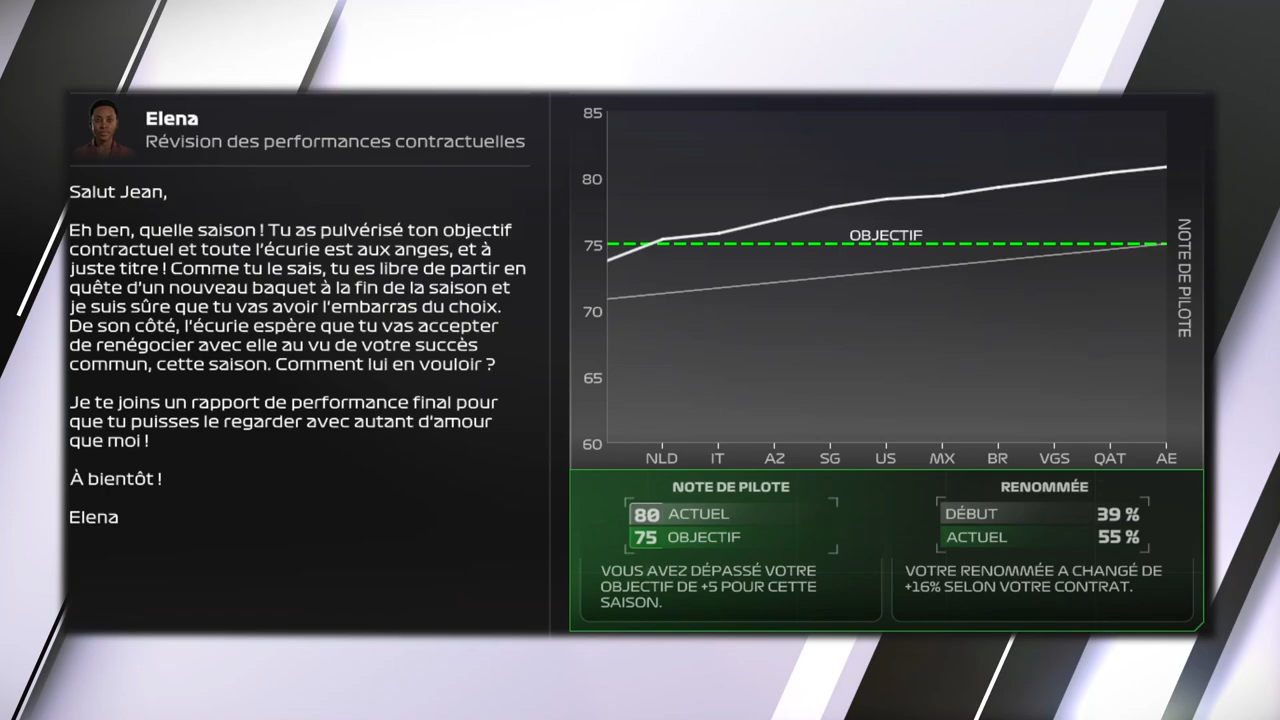 Elena
Révision des performances contractuelles
Salut Jean,
Eh ben, quelle saison ! Tu as pulvérisé ton objectif
contractuel et toute l'écurie est aux anges, et à
juste titre ! Comme tu le sais, tu es libre de partir en
quête d'un nouveau baquet à la fin de la saison et
je suis sûre que tu vas avoir l'embarras du choix.
De son côté, l'écurie espère que tu vas accepter
de renégocier avec elle au vu de votre succès
commun, cette saison. Comment lui en vouloir ?
Je te joins un rapport de performance final pour
que tu puisses le regarder avec autant d'amour
que moi !
À bientôt !
Elena
85
80
75
70
65
60
OBJECTIF
NOTE DE PILOTE
NLD IT AZ SG US MX BR VGS QAT AE
NOTE DE PILOTE
80 ACTUEL
75 OBJECTIF
VOUS AVEZ DÉPASSÉ VOTRE
OBJECTIF DE +5 POUR CETTE
SAISON.
RENOMMÉE
DÉBUT 39 %
ACTUEL 55 %
VOTRE RENOMMÉE A CHANGÉ DE
+16% SELON VOTRE CONTRAT.